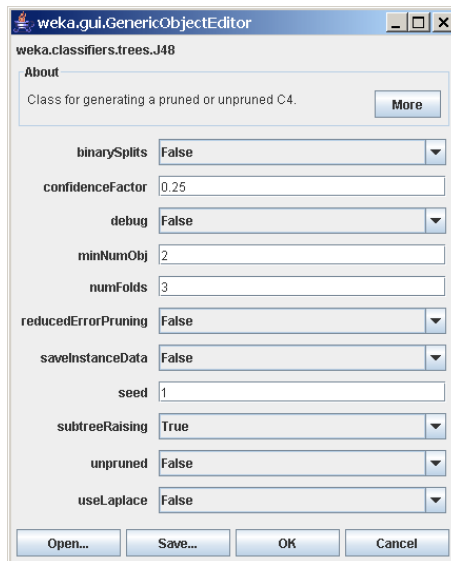 weka.gui.GenericObjectEditor
weka.classifiers.trees.J48
About
Class for generating a pruned or unpruned C4. More
binarySplits False
confidenceFactor 0.25
debug False
minNumObj 2
numFolds 3
reducedErrorPruning False
saveInstanceData False
seed 1
subtreeRaising True
unpruned False
useLaplace False
Open... Save... OK Cancel